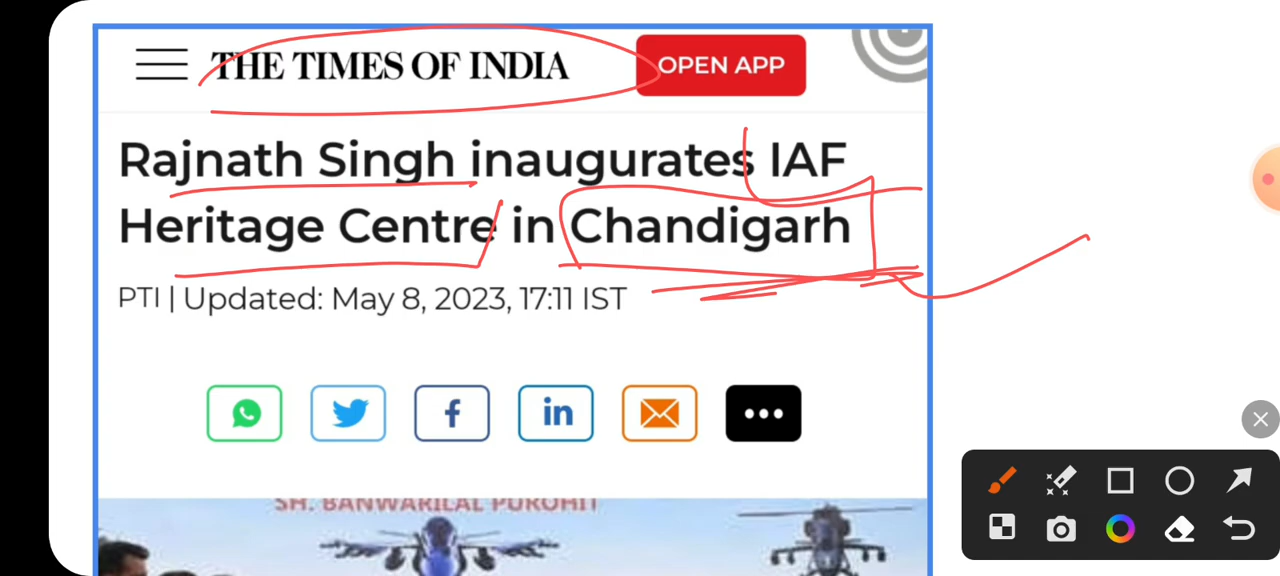 THE TIMES OF INDIA OPEN APP
Rajnath Singh inaugurates IAF
Heritage Centre in Chandigarh
PTI | Updated: May 8, 2023, 17:11 IST
SH. BANWARILAL PUROHIT